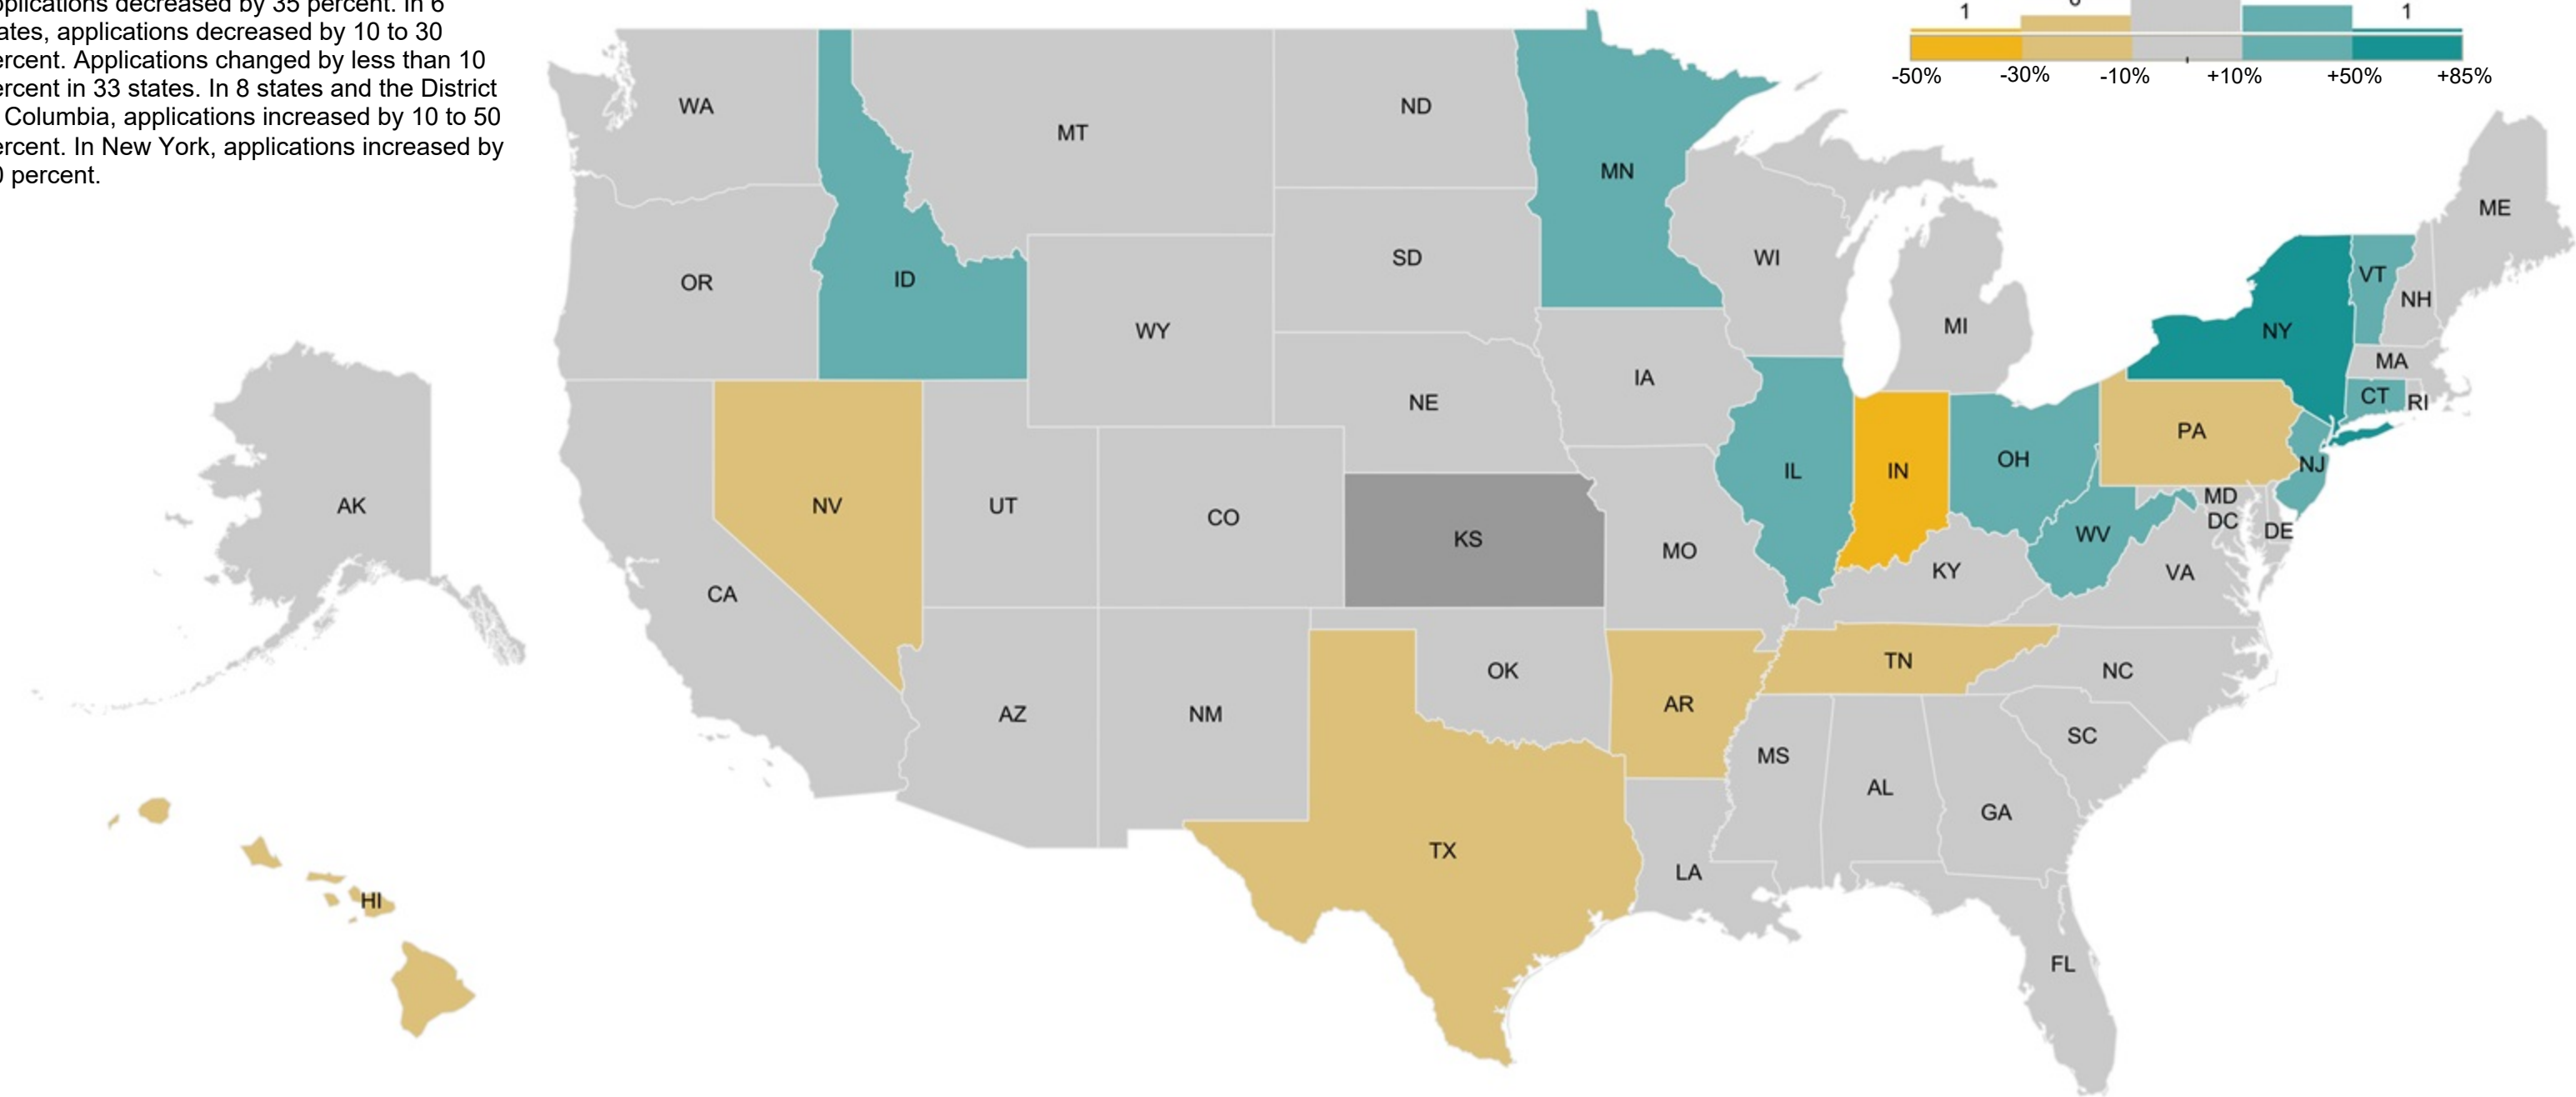 applications decreased by 35 percent. In 6
states, applications decreased by 10 to 30
percent. Applications changed by less than 10
percent in 33 states. In 8 states and the District
Columbia, applications increased by 10 to 50
percent. In New York, applications increased by
percent.
1
1
-50% -30% -10% +10% +50% +85%
WA
MT
ND
MN
ME
OR
ID
SD
WI
VT
NH
WY
MI
NY
MA
IA
CT
RI
NE
PA
IL
IN
OH
NJ
AK
NV
UT
CO
KS
MD
DC
DE
WV
MO
KY
VA
CA
TN
OK
NC
AR
AZ
NM
SC
MS
AL
GA
TX
LA
HI
FL